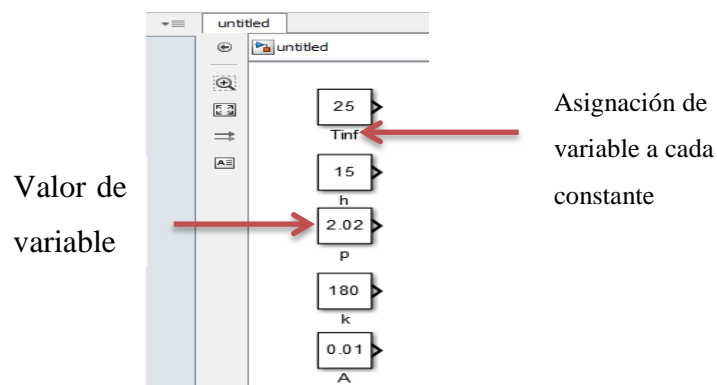 untitled
untitled
25
Tinf
15
h
2.02
p
180
k
0.01
A
Valor de
variable
Asignación de
variable a cada
constante